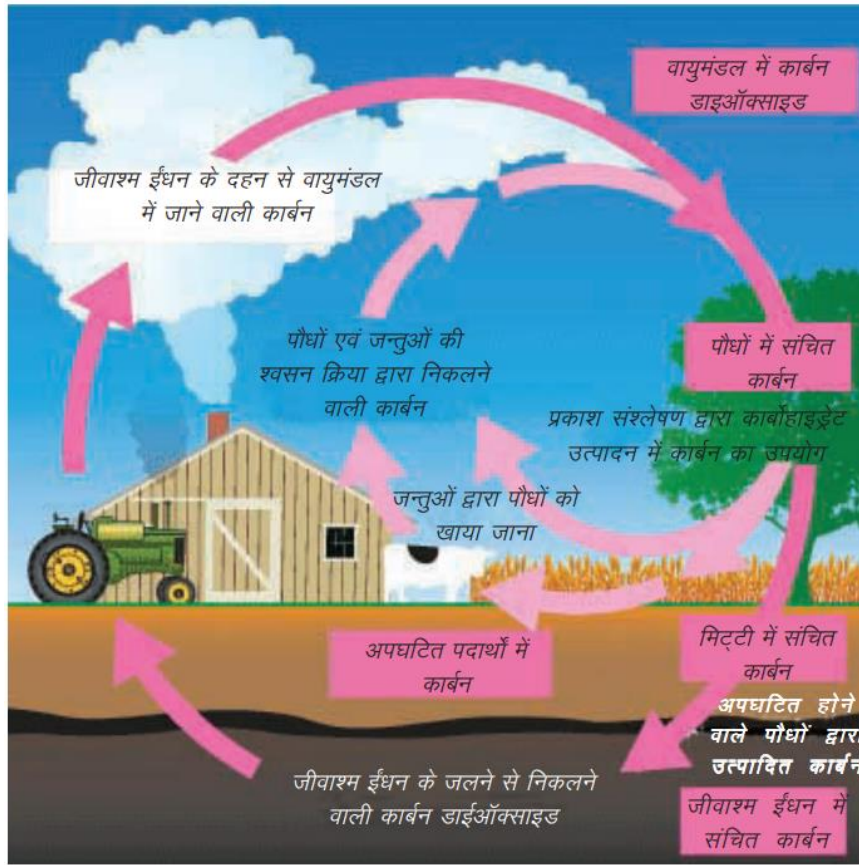 वायुमंडल में कार्बन
डाइऑक्साइड
जीवाश्म ईंधन के दहन से वायुमंडल
में जाने वाली कार्बन
पौधों एवं जन्तुओं की
श्वसन क्रिया द्वारा निकलने
वाली कार्बन
पौधों में संचित
कार्बन
प्रकाश संश्लेषण द्वारा कार्बोहाइड्रेट
उत्पादन में कार्बन का उपयोग
जन्तुओं द्वारा पौधों को
खाया जाना
अपघटित पदार्थों में
कार्बन
मिट्टी में संचित
कार्बन
अपघटित होने
वाले पौधों द्वारा
उत्पादित कार्बन
जीवाश्म ईंधन के जलने से निकलने
वाली कार्बन डाईऑक्साइड
जीवाश्म ईंधन में
संचित कार्बन